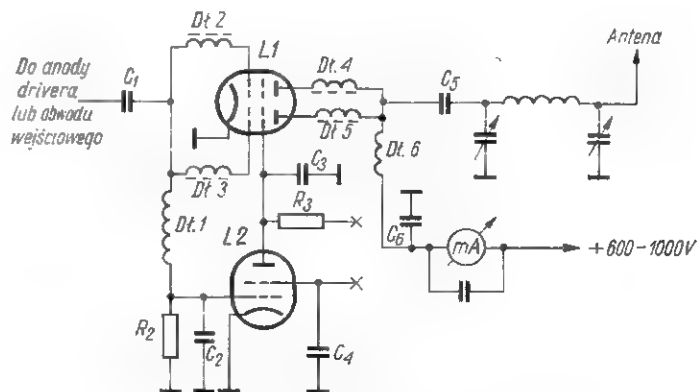 Dł. 2
L1
Antena
Do anody
drivera
lub obwodu
wejściowego
C1
Dł. 4
C5
Dł. 5
Dł. 3
C3
Dł. 6
R3
Dł.1
L2
C6
mA
+600-1000V
R2
C2
C4